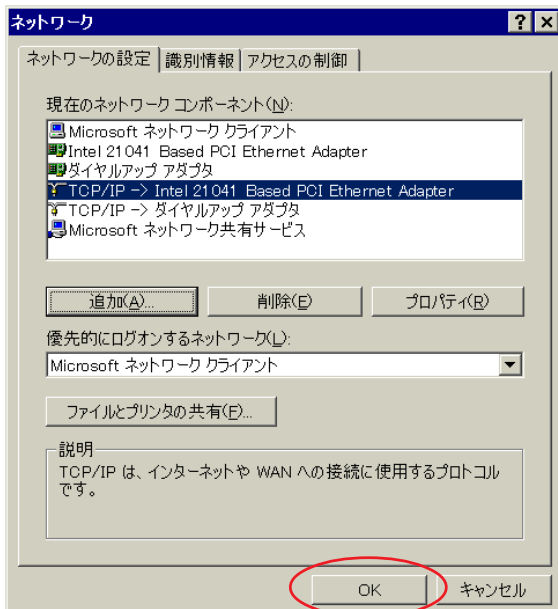 ネットワーク
ネットワークの設定 識別情報 アクセスの制御
現在のネットワーク コンポーネント(N):
Microsoft ネットワーク クライアント
Intel 21041 Based PCI Ethernet Adapter
ダイヤルアップ アダプタ
TCP/IP -> Intel 21041 Based PCI Ethernet Adapter
TCP/IP -> ダイヤルアップ アダプタ
Microsoft ネットワーク共有サービス
追加(A)... 削除(E) プロパティ(R)
優先的にログオンするネットワーク(L):
Microsoft ネットワーク クライアント
ファイルとプリンタの共有(F)...
説明
TCP/IP は、インターネットや WAN への接続に使用するプロトコル
です。
OK キャンセル